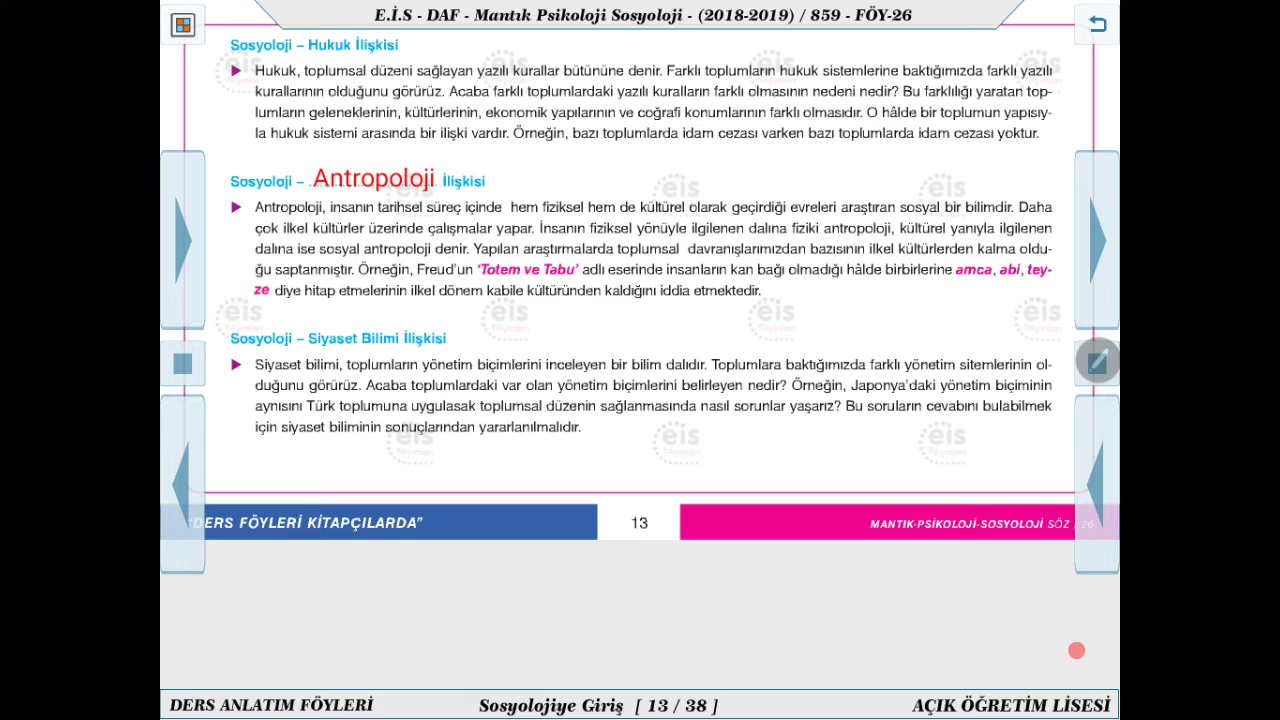 E.İ.S - DAF - Mantık Psikoloji Sosyoloji - (2018-2019) / 859 - FÖY-26
Sosyoloji – Hukuk İlişkisi
Hukuk, toplumsal düzeni sağlayan yazılı kurallar bütününe denir. Farklı toplumların hukuk sistemlerine baktığımızda farklı yazılı
kurallarının olduğunu görürüz. Acaba farklı toplumlardaki yazılı kuralların farklı olmasının nedeni nedir? Bu farklılığı yaratan top-
lumların geleneklerinin, kültürlerinin, ekonomik yapılarının ve coğrafi konumlarının farklı olmasıdır. O hâlde bir toplumun yapısıy-
la hukuk sistemi arasında bir ilişki vardır. Örneğin, bazı toplumlarda idam cezası varken bazı toplumlarda idam cezası yoktur.
Sosyoloji – Antropoloji İlişkisi
Antropoloji, insanın tarihsel süreç içinde hem fiziksel hem de kültürel olarak geçirdiği evreleri araştıran sosyal bir bilimdir. Daha
çok ilkel kültürler üzerinde çalışmalar yapar. İnsanın fiziksel yönüyle ilgilenen dalına fiziki antropoloji, kültürel yanıyla ilgilenen
dalına ise sosyal antropoloji denir. Yapılan araştırmalarda toplumsal davranışlarımızdan bazısının ilkel kültürlerden kalma oldu-
ğu saptanmıştır. Örneğin, Freud'un 'Totem ve Tabu' adlı eserinde insanların kan bağı olmadığı hâlde birbirlerine amca, abi, tey-
ze diye hitap etmelerinin ilkel dönem kabile kültüründen kaldığını iddia etmektedir.
Sosyoloji – Siyaset Bilimi İlişkisi
Siyaset bilimi, toplumların yönetim biçimlerini inceleyen bir bilim dalıdır. Toplumlara baktığımızda farklı yönetim sitemlerinin ol-
duğunu görürüz. Acaba toplumlardaki var olan yönetim biçimlerini belirleyen nedir? Örneğin, Japonya'daki yönetim biçiminin
aynısını Türk toplumuna uygulasak toplumsal düzenin sağlanmasında nasıl sorunlar yaşarız? Bu soruların cevabını bulabilmek
için siyaset biliminin sonuçlarından yararlanılmalıdır.
eis
"DERS FÖYLERİ KİTAPÇILARDA"
13
MANTIK-PSİKOLOJİ-SOSYOLOJİ SÖZ / 26
DERS ANLATIM FÖYLERİ
Sosyolojiye Giriş [ 13 / 38 ]
AÇIK ÖĞRETİM LİSESİ